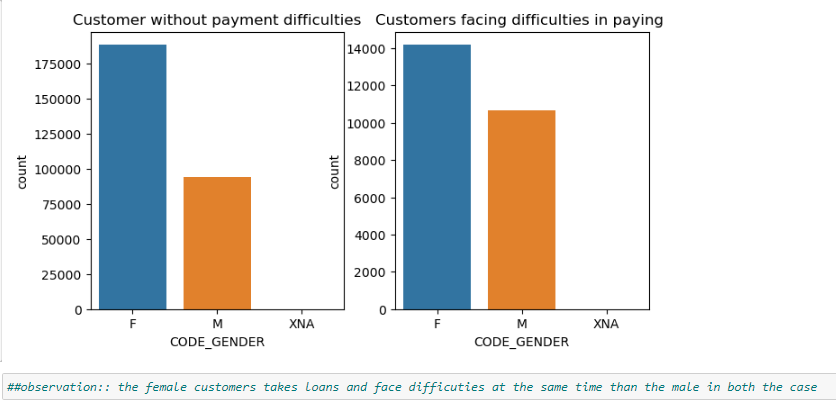 Customer without payment difficulties
Customers facing difficulties in paying
175000
150000
125000
100000
75000
50000
25000
0
count
F
M
XNA
CODE_GENDER
14000
12000
10000
8000
6000
4000
2000
0
count
F
M
XNA
CODE_GENDER
##observation:: the female customers takes loans and face difficuties at the same time than the male in both the case